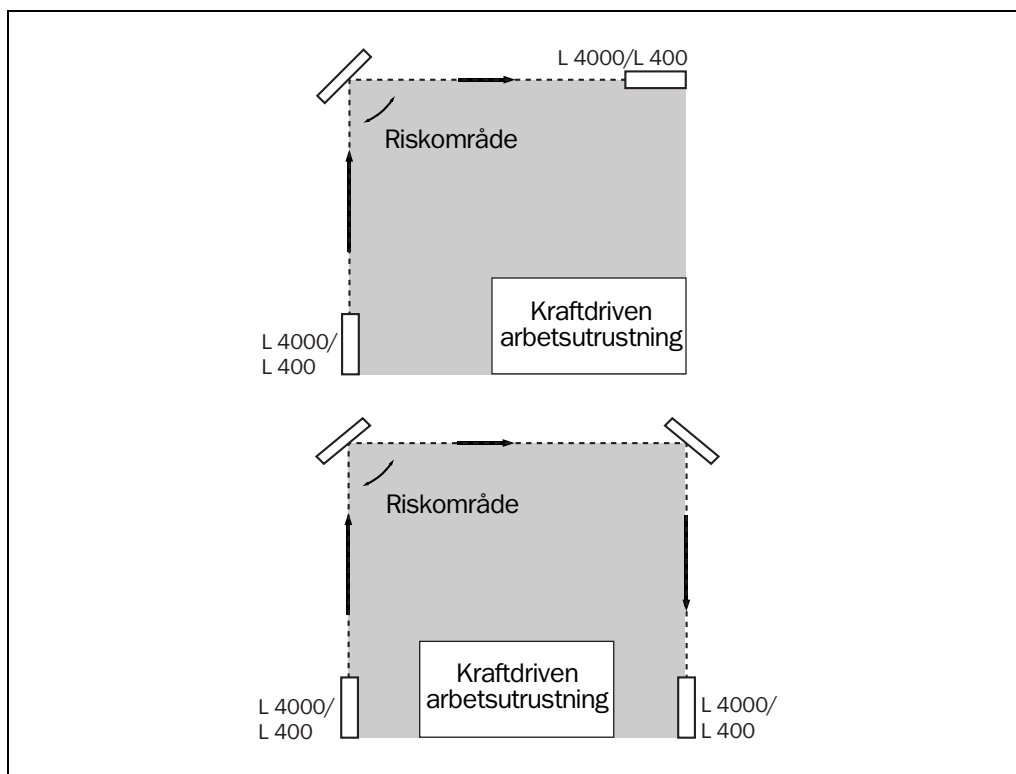 L 4000/L 400
Riskområde
Kraftdriven
arbetsutrustning
L 4000/
L 400
Riskområde
Kraftdriven
arbetsutrustning
L 4000/
L 400
L 4000/
L 400